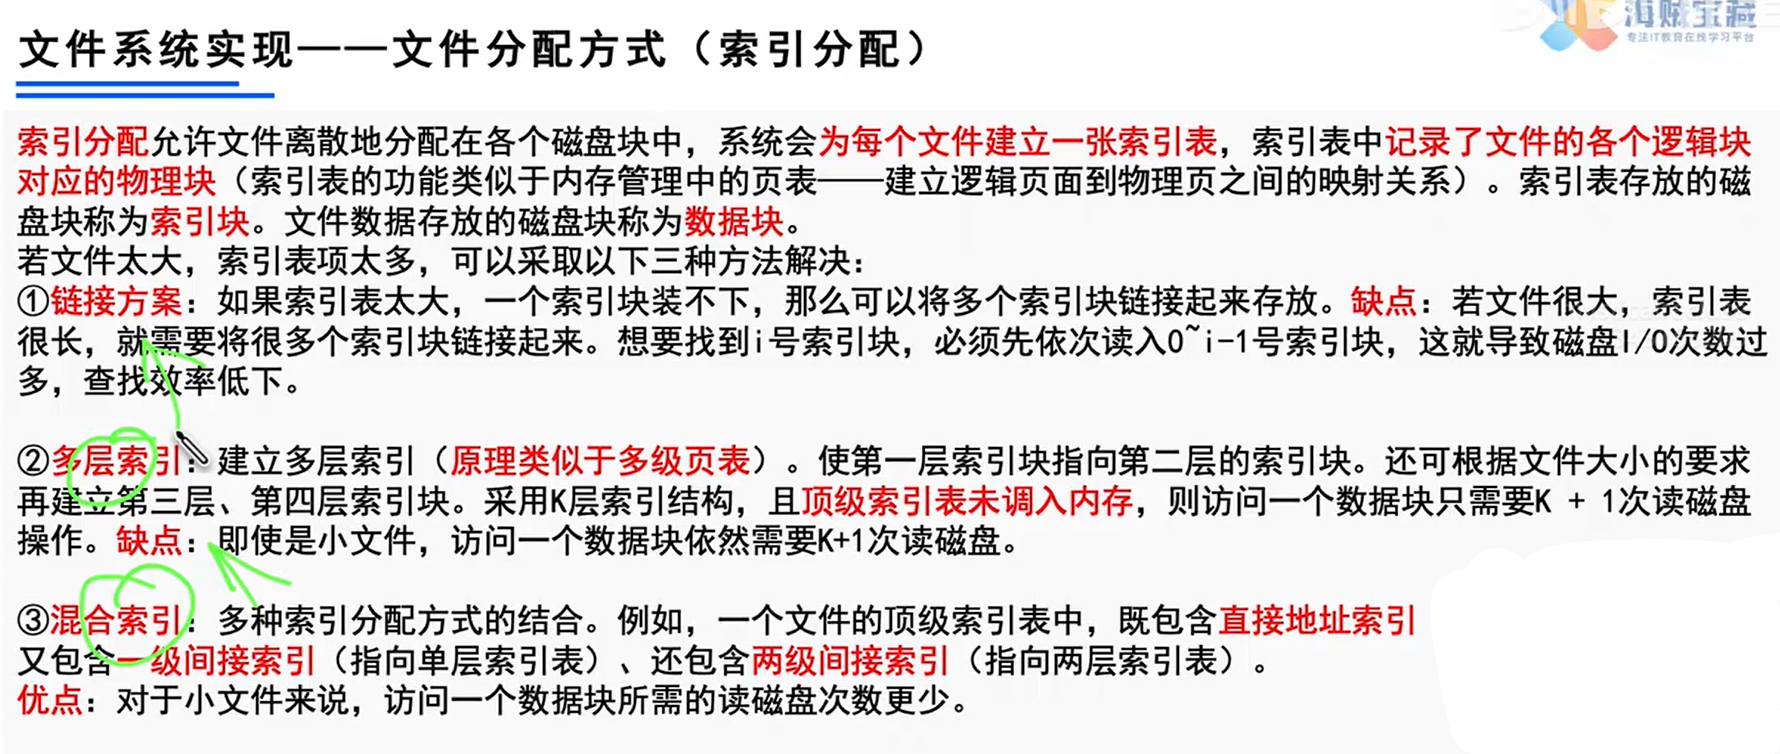 文件系统实现——文件分配方式（索引分配）
海贼宝藏
专注IT教育在线学习平台
索引分配允许文件离散地分配在各个磁盘块中，系统会为每个文件建立一张索引表，索引表中记录了文件的各个逻辑块
对应的物理块（索引表的功能类似于内存管理中的页表——建立逻辑页面到物理页之间的映射关系）。索引表存放的磁
盘块称为索引块。文件数据存放的磁盘块称为数据块。
若文件太大，索引表项太多，可以采取以下三种方法解决：
①链接方案：如果索引表太大，一个索引块装不下，那么可以将多个索引块链接起来存放。缺点：若文件很大，索引表
很长，就需要将很多个索引块链接起来。想要找到i号索引块，必须先依次读入0~i-1号索引块，这就导致磁盘I/O次数过
多，查找效率低下。
②多层索引：建立多层索引（原理类似于多级页表）。使第一层索引块指向第二层的索引块。还可根据文件大小的要求
再建立第三层、第四层索引块。采用K层索引结构，且顶级索引表未调入内存，则访问一个数据块只需要K + 1次读磁盘
操作。缺点：即使是小文件，访问一个数据块依然需要K+1次读磁盘。
③混合索引：多种索引分配方式的结合。例如，一个文件的顶级索引表中，既包含直接地址索引
又包含一级间接索引（指向单层索引表）、还包含两级间接索引（指向两层索引表）。
优点：对于小文件来说，访问一个数据块所需的读磁盘次数更少。